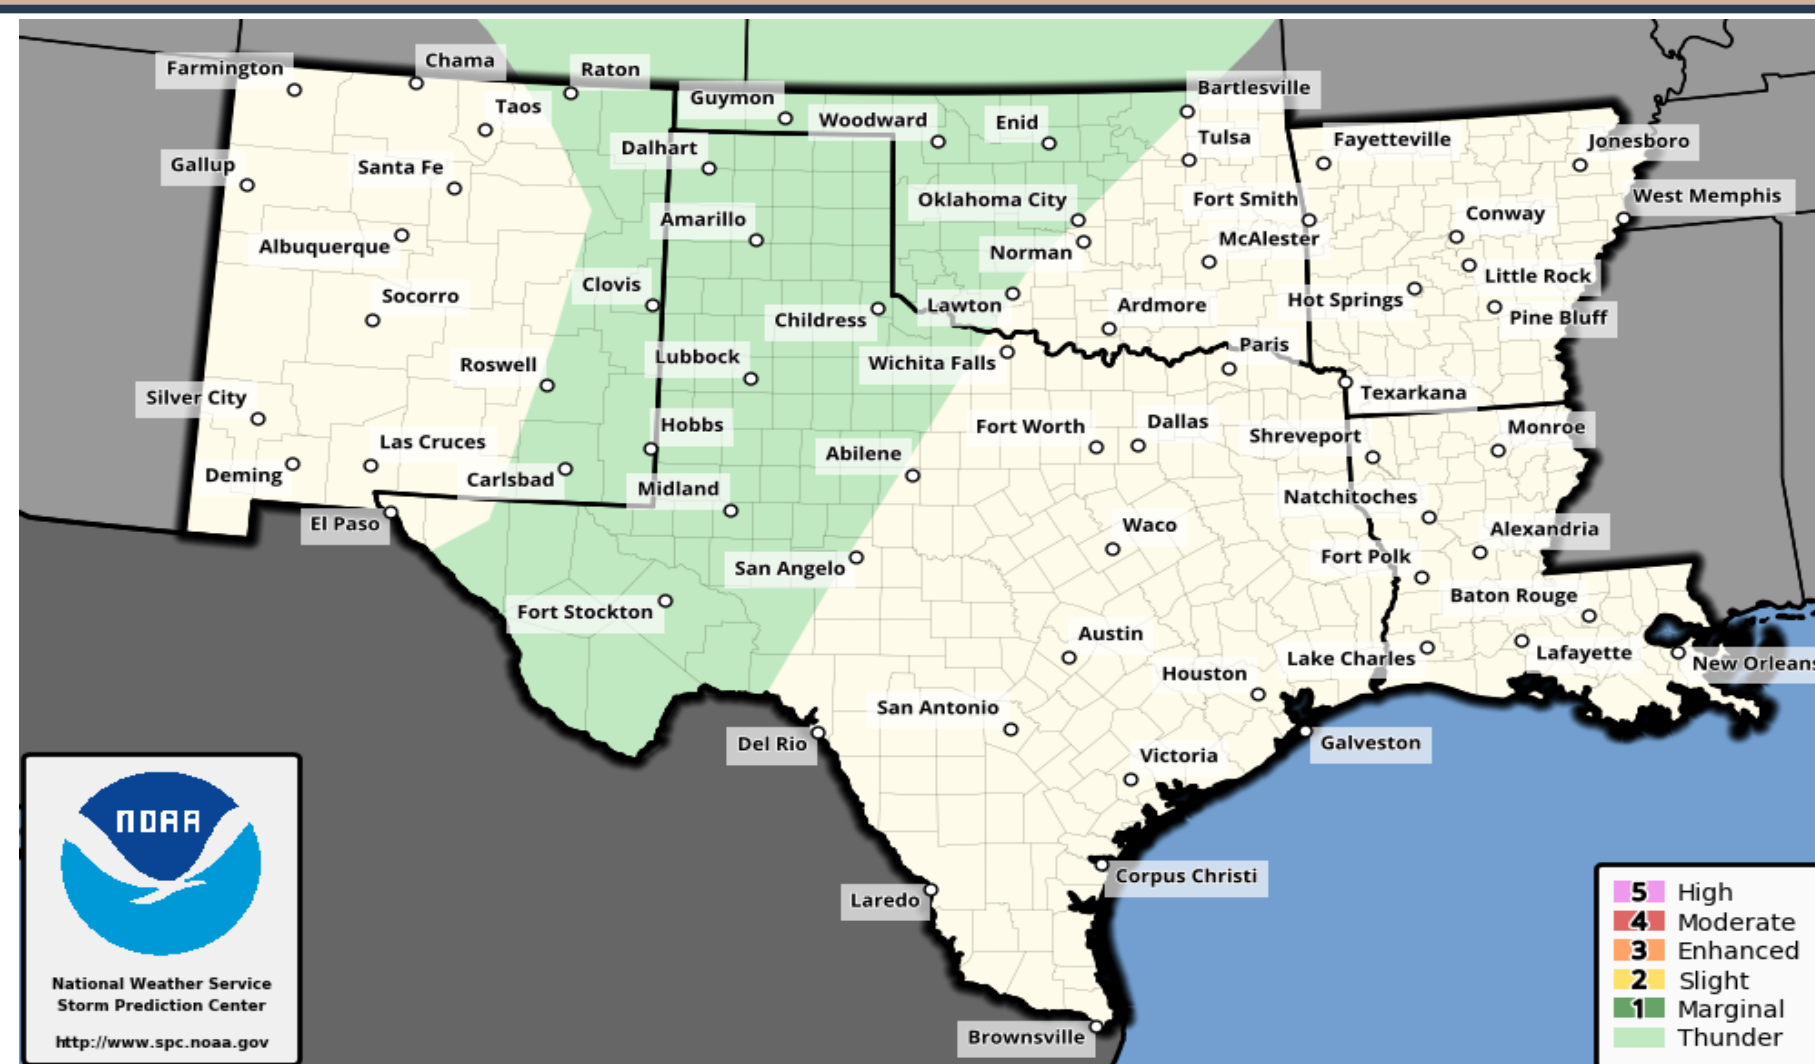 Farmington
Chama
Raton
Guymon
Bartlesville
Taos
Woodward
Enid
Tulsa
Fayetteville
Jonesboro
Gallup
Santa Fe
Dalhart
Oklahoma City
Fort Smith
Conway
West Memphis
Albuquerque
Amarillo
Norman
McAlester
Little Rock
Socorro
Clovis
Childress
Lawton
Ardmore
Hot Springs
Pine Bluff
Roswell
Lubbock
Wichita Falls
Paris
Texarkana
Silver City
Las Cruces
Hobbs
Abilene
Fort Worth
Dallas
Shreveport
Monroe
Deming
Carlsbad
Midland
Natchitoches
El Paso
San Angelo
Waco
Fort Polk
Alexandria
Fort Stockton
Baton Rouge
Austin
Lake Charles
Lafayette
New Orleans
Houston
San Antonio
Del Rio
Galveston
Victoria
Corpus Christi
Laredo
Brownsville
NOAA
National Weather Service
Storm Prediction Center
http://www.spc.noaa.gov
5 High
4 Moderate
3 Enhanced
2 Slight
1 Marginal
Thunder